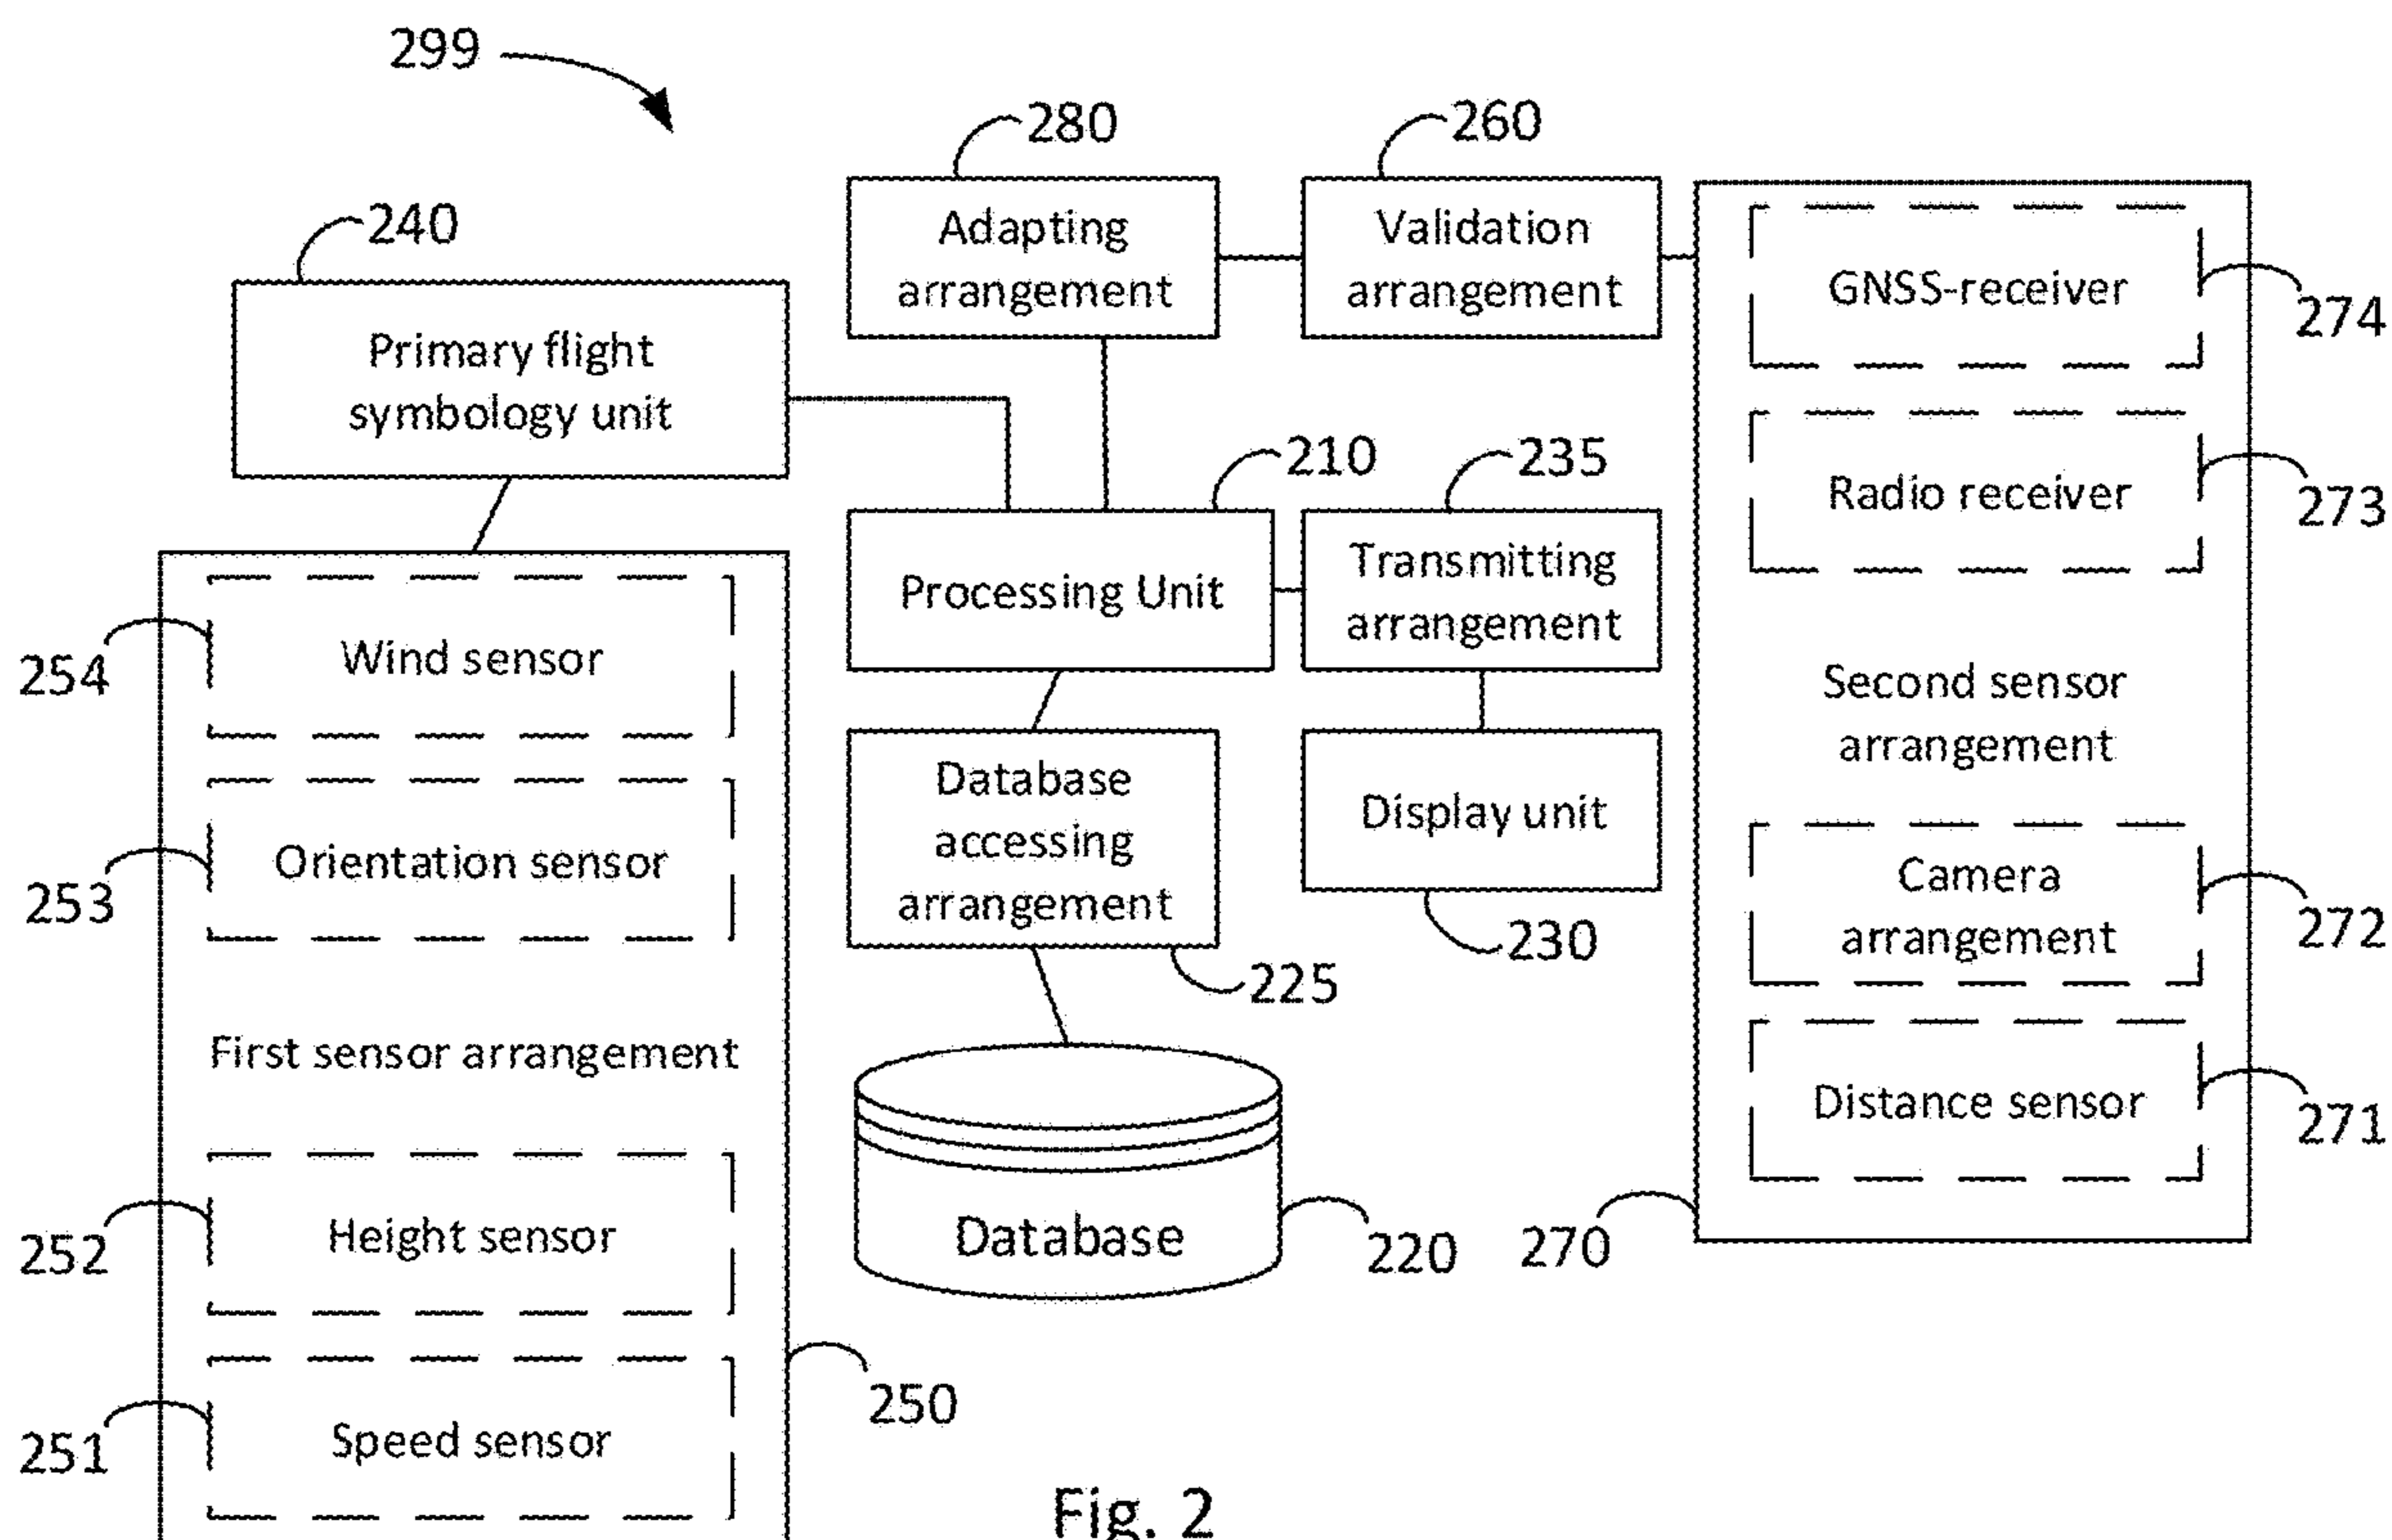 299
280
260
240
Adapting
arrangement
Validation
arrangement
GNSS-receiver
274
Primary flight
symbology unit
210
235
Radio receiver
273
Processing Unit
Transmitting
arrangement
254
Wind sensor
Second sensor
arrangement
Database
accessing
arrangement
Display unit
253
Orientation sensor
Camera
arrangement
272
230
225
First sensor arrangement
Distance sensor
271
252
Height sensor
Database
220
270
250
251
Speed sensor
Fig. 2